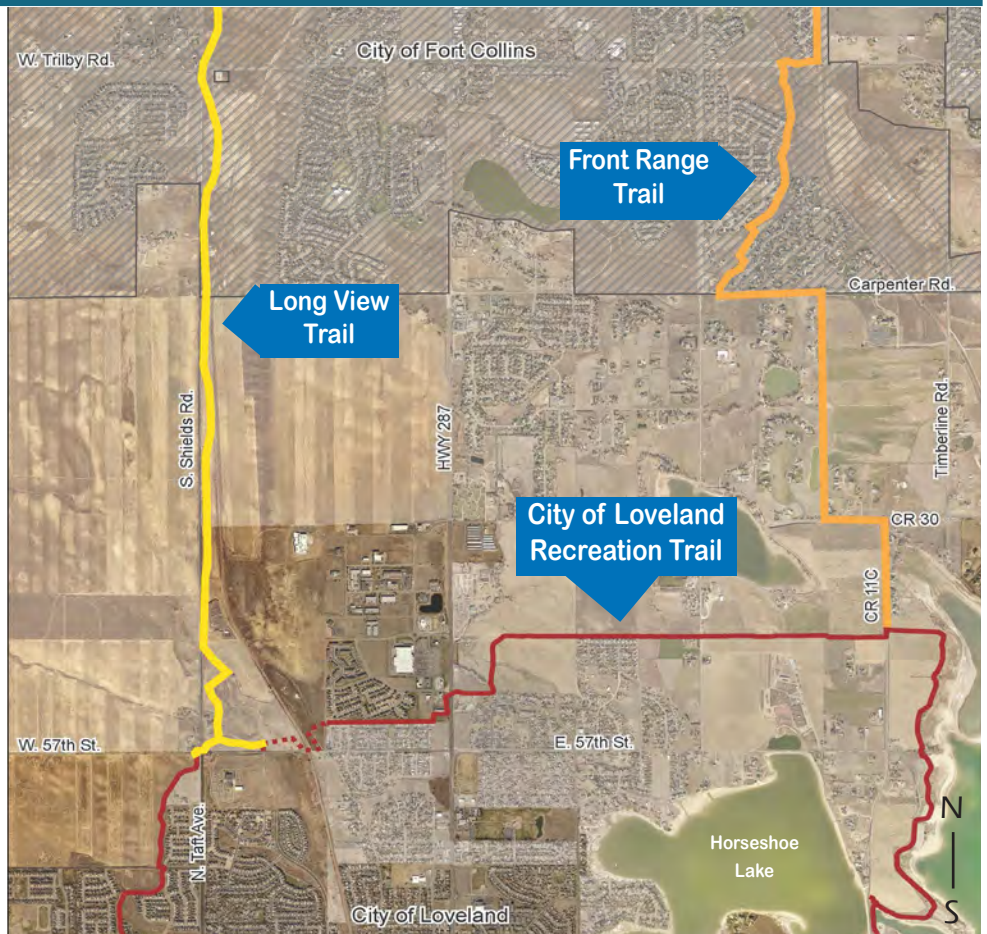 City of Fort Collins
W. Trilby Rd.
Front Range
Trail
Carpenter Rd.
Long View
Trail
S. Shields Rd.
HWY 287
Timberline Rd.
City of Loveland
Recreation Trail
CR 30
CR 11C
W. 57th St.
E. 57th St.
N. Taft Ave.
Horseshoe
Lake
N
S
City of Loveland